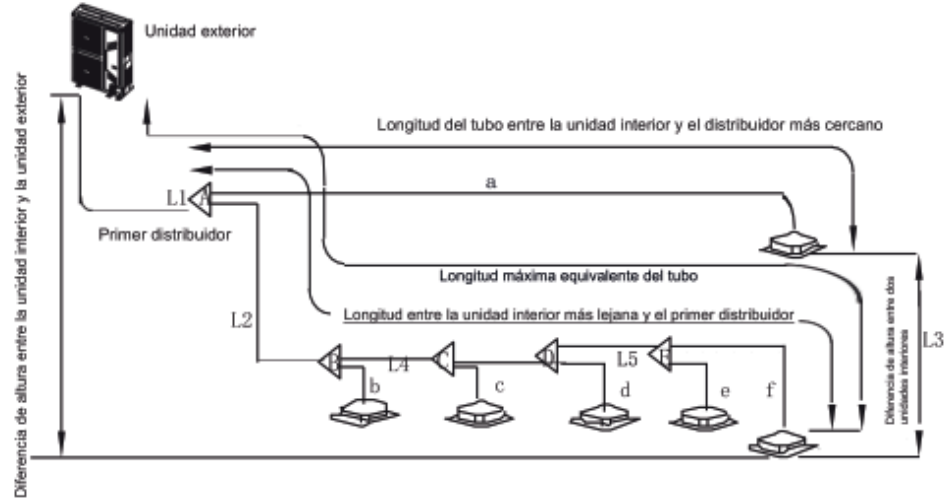 Unidad exterior
Diferencia de altura entre la unidad interior y la unidad exterior
Longitud del tubo entre la unidad interior y el distribuidor más cercano
a
L1
A
Primer distribuidor
Longitud máxima equivalente del tubo
L2
Longitud entre la unidad interior más lejana y el primer distribuidor
Diferencia de altura entre dos
unidades interiores
L3
B
L4
C
D
L5
E
b
c
d
e
f